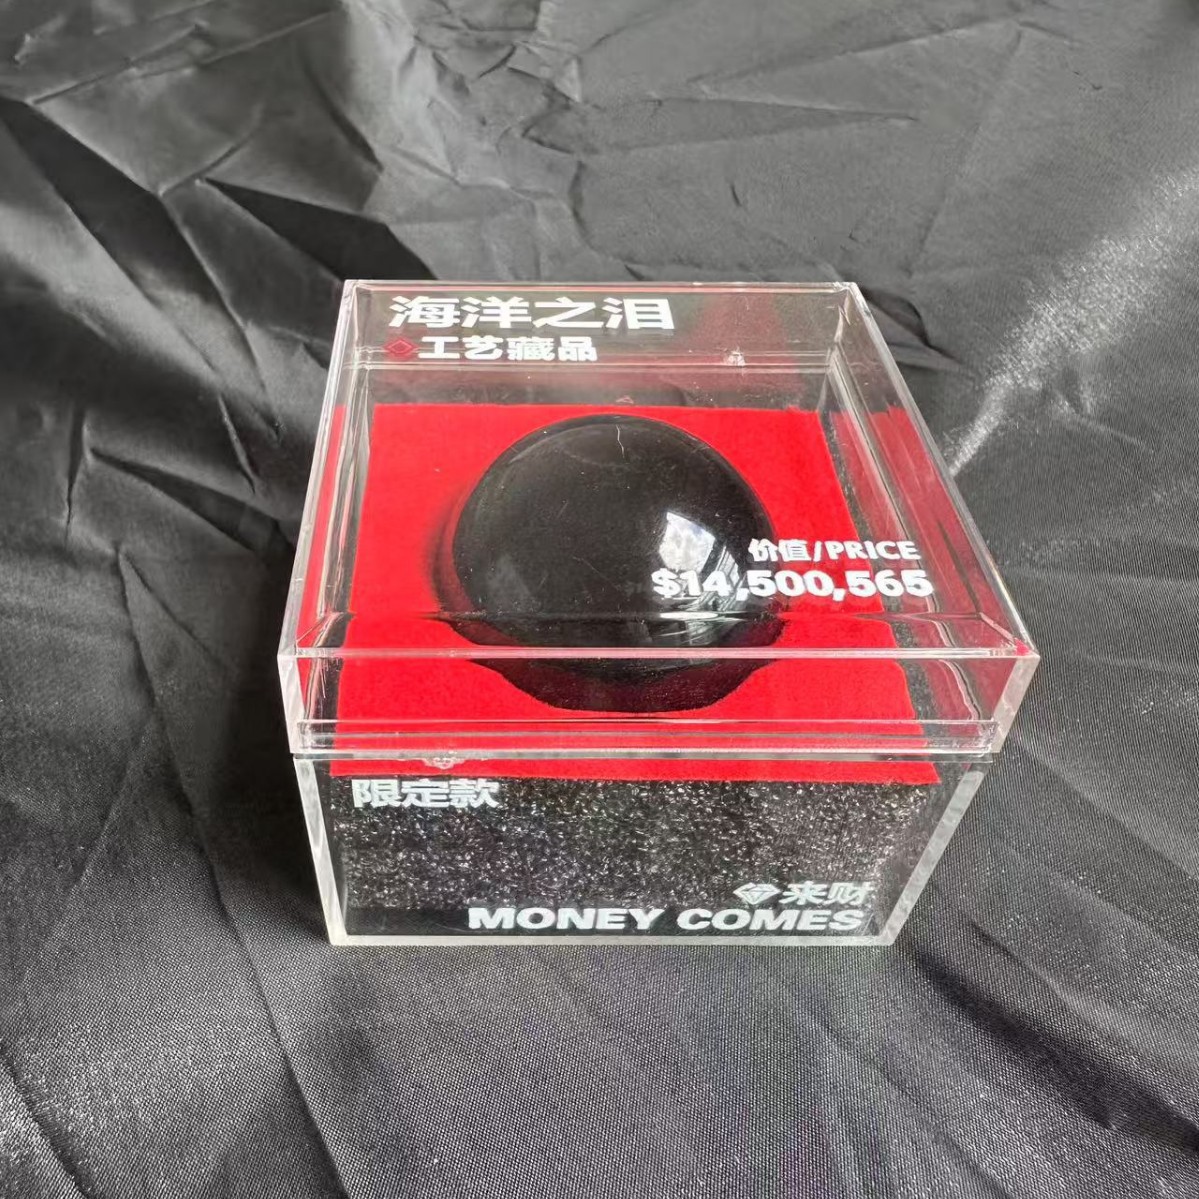 海洋之泪
工艺藏品
价值/PRICE
$14,500,565
限定款
来财
MONEY COMES